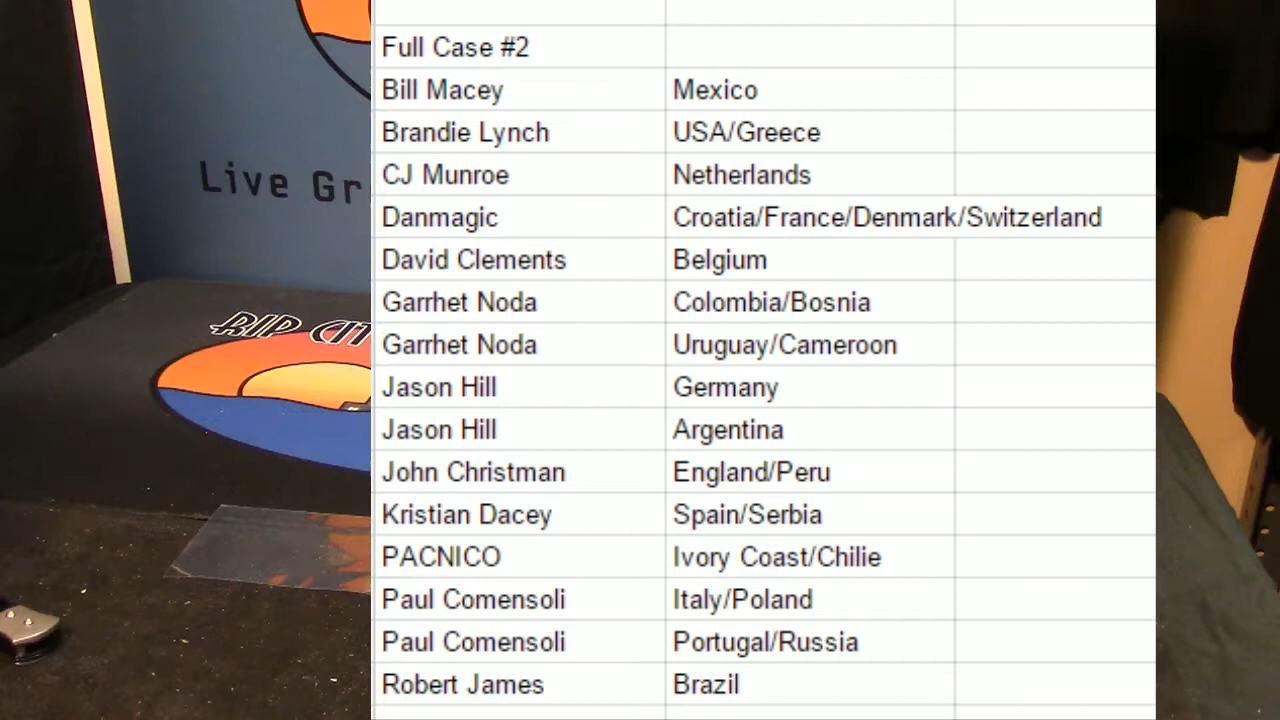 Full Case #2
Bill Macey Mexico
Brandie Lynch USA/Greece
CJ Munroe Netherlands
Danmagic Croatia/France/Denmark/Switzerland
David Clements Belgium
Garrhet Noda Colombia/Bosnia
Garrhet Noda Uruguay/Cameroon
Jason Hill Germany
Jason Hill Argentina
John Christman England/Peru
Kristian Dacey Spain/Serbia
PACNICO Ivory Coast/Chilie
Paul Comensoli Italy/Poland
Paul Comensoli Portugal/Russia
Robert James Brazil
Live Gr
RIP CIT